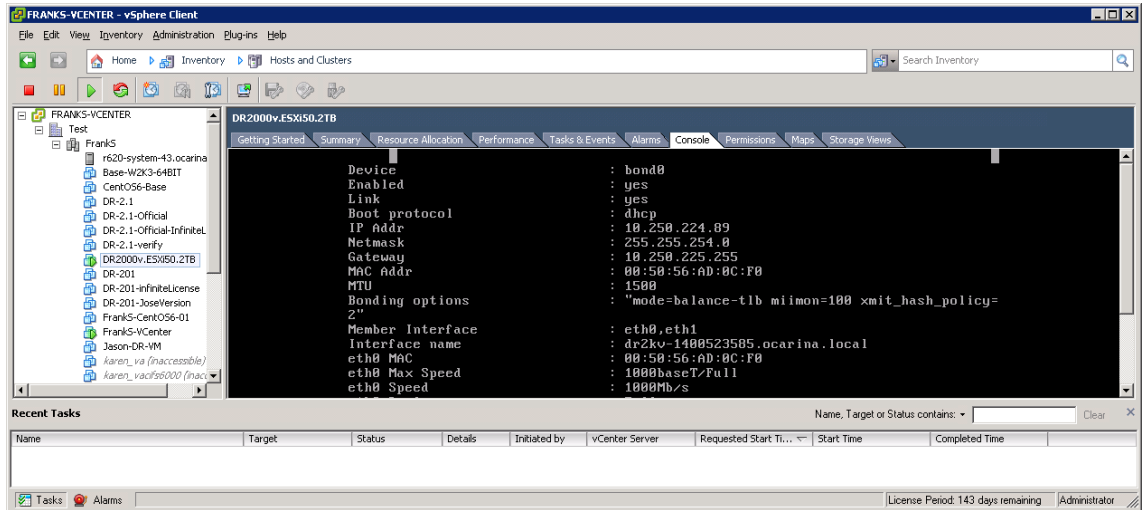 FRANKS-VCENTER - vSphere Client
File Edit View Inventory Administration Plug-ins Help
Home Inventory Hosts and Clusters Search Inventory
FRANKS-VCENTER
Test
FrankS
r620-system-43.ocarina
Base-W2K3-64BIT
CentOS6-Base
DR-2.1
DR-2.1-Official
DR-2.1-Official-InfiniteL
DR-2.1-verify
DR2000v.ESXi50.2TB
DR-201
DR-201-infiniteLicense
DR-201-JoseVersion
FrankS-CentOS6-01
FrankS-VCenter
Jason-DR-VM
karen_va (inaccessible)
karen_vacifs6000 (inacc
DR2000v.ESXi50.2TB
Getting Started Summary Resource Allocation Performance Tasks & Events Alarms Console Permissions Maps Storage Views
Device : bond0
Enabled : yes
Link : yes
Boot protocol : dhcp
IP Addr : 10.250.224.89
Netmask : 255.255.254.0
Gateway : 10.250.225.255
MAC Addr : 00:50:56:AD:0C:F0
MTU : 1500
Bonding options : "mode=balance-tlb miimon=100 xmit_hash_policy=
2"
Member Interface : eth0,eth1
Interface name : dr2kv-1400523585.ocarina.local
eth0 MAC : 00:50:56:AD:0C:F0
eth0 Max Speed : 1000baseT/Full
eth0 Speed : 1000Mb/s
Recent Tasks Name, Target or Status contains: Clear
Name Target Status Details Initiated by vCenter Server Requested Start Ti... Start Time Completed Time
Tasks Alarms License Period: 143 days remaining Administrator